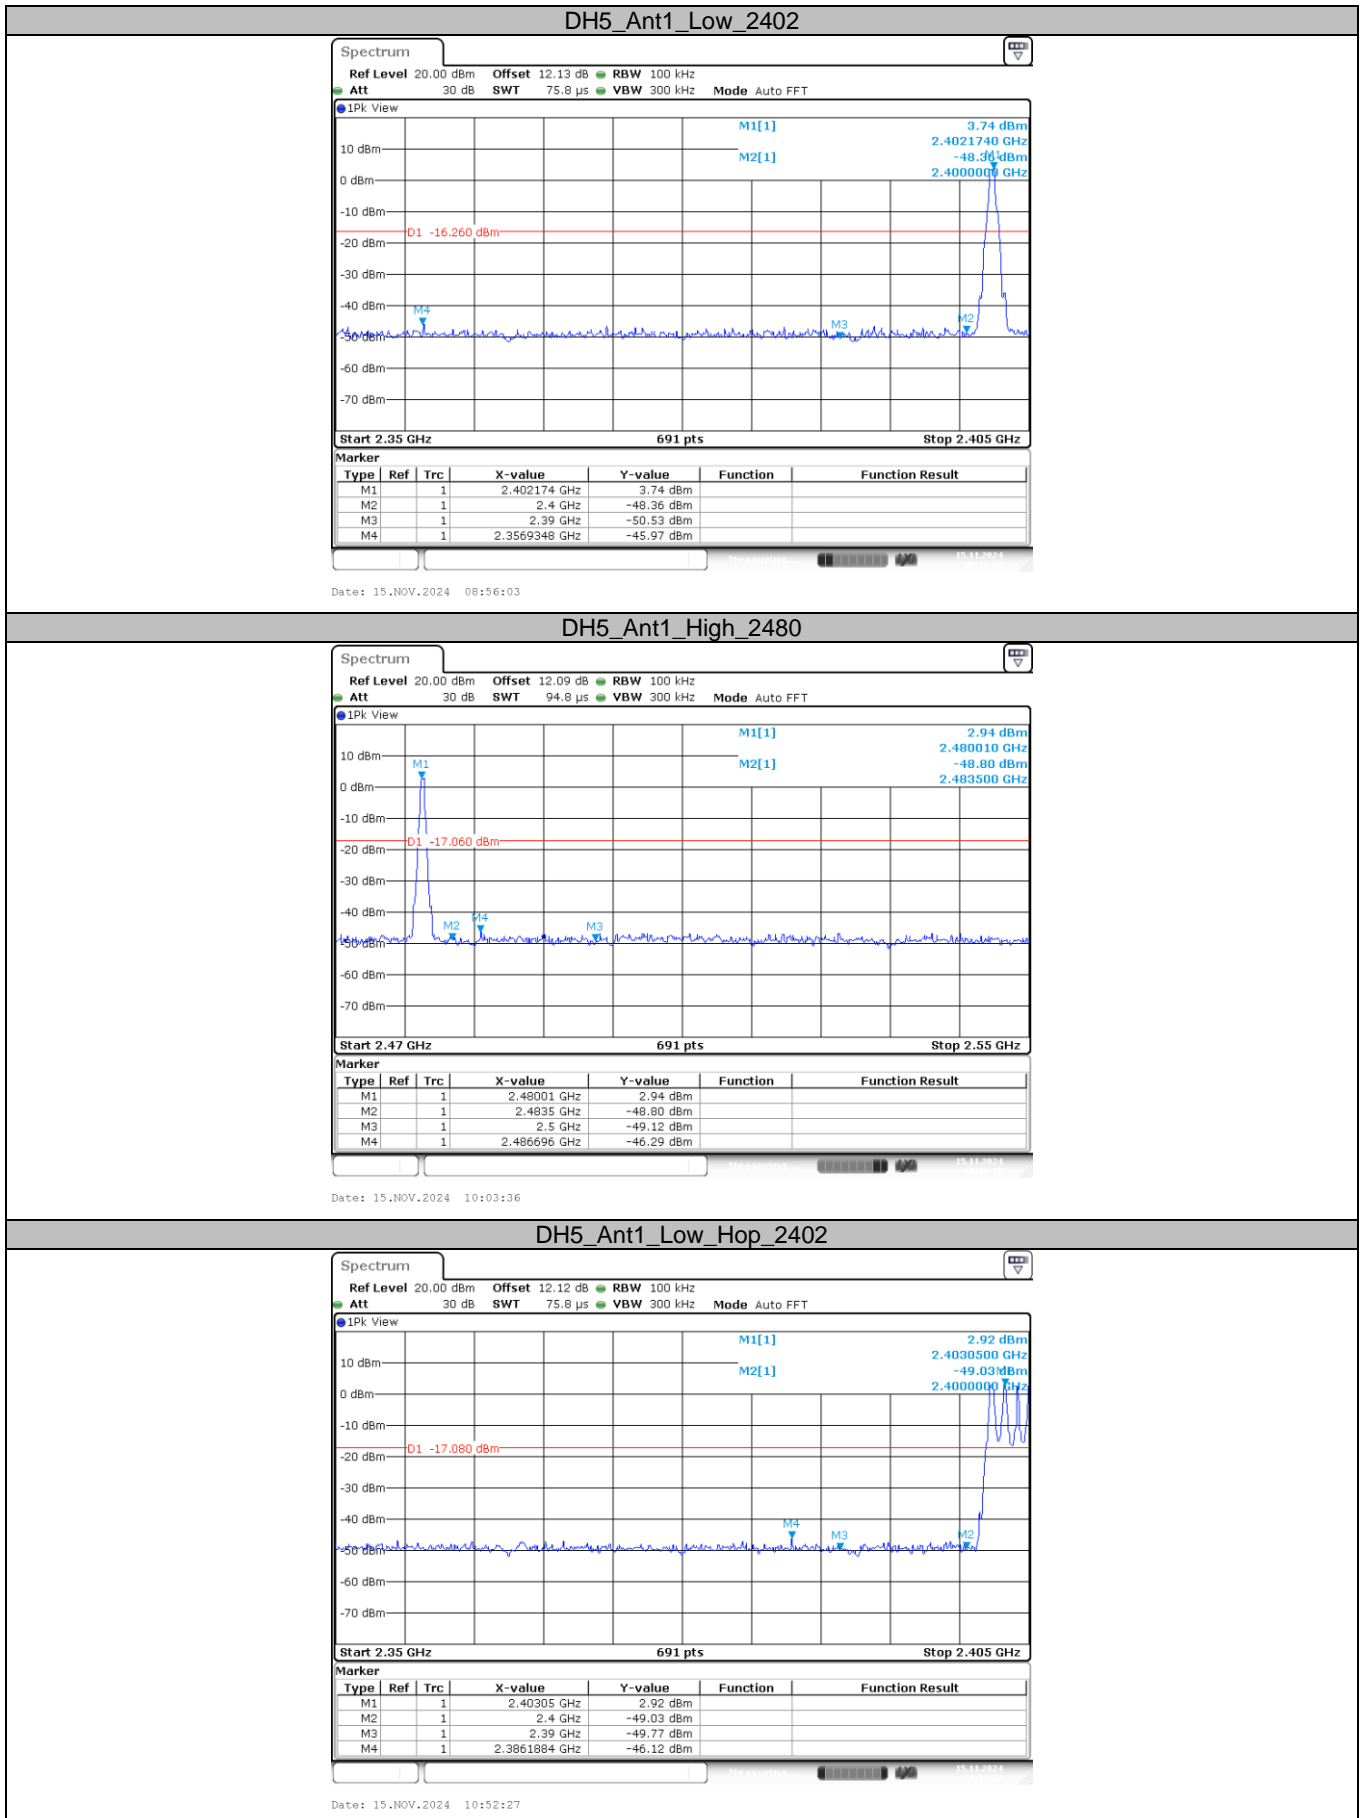 DH5_Ant1_Low_2402
Spectrum
Ref Level 20.00 dBm Offset 12.13 dB RBW 100 kHz
Att 30 dB SWT 75.8 µs VBW 300 kHz Mode Auto FFT
1Pk View
M1[1] 3.74 dBm
2.4021740 GHz
M2[1] -48.36 dBm
2.4000000 GHz
M1
10 dBm
0 dBm
-10 dBm
D1 -16.260 dBm
-20 dBm
-30 dBm
-40 dBm
M4
M3
M2
-50 dBm
-60 dBm
-70 dBm
Start 2.35 GHz 691 pts Stop 2.405 GHz
Marker
Type Ref Trc X-value Y-value Function Function Result
M1 1 2.402174 GHz 3.74 dBm
M2 1 2.4 GHz -48.36 dBm
M3 1 2.39 GHz -50.53 dBm
M4 1 2.3569348 GHz -45.97 dBm
Measuring... 15.11.2024
Date: 15.NOV.2024 08:56:03
DH5_Ant1_High_2480
Spectrum
Ref Level 20.00 dBm Offset 12.09 dB RBW 100 kHz
Att 30 dB SWT 94.8 µs VBW 300 kHz Mode Auto FFT
1Pk View
M1[1] 2.94 dBm
2.480010 GHz
M2[1] -48.80 dBm
2.483500 GHz
10 dBm
M1
0 dBm
-10 dBm
D1 -17.060 dBm
-20 dBm
-30 dBm
-40 dBm
M2 M4 M3
-50 dBm
-60 dBm
-70 dBm
Start 2.47 GHz 691 pts Stop 2.55 GHz
Marker
Type Ref Trc X-value Y-value Function Function Result
M1 1 2.48001 GHz 2.94 dBm
M2 1 2.4835 GHz -48.80 dBm
M3 1 2.5 GHz -49.12 dBm
M4 1 2.486696 GHz -46.29 dBm
Measuring... 15.11.2024
Date: 15.NOV.2024 10:03:36
DH5_Ant1_Low_Hop_2402
Spectrum
Ref Level 20.00 dBm Offset 12.12 dB RBW 100 kHz
Att 30 dB SWT 75.8 µs VBW 300 kHz Mode Auto FFT
1Pk View
M1[1] 2.92 dBm
2.4030500 GHz
M2[1] -49.03 dBm
2.4000000 GHz
M1
10 dBm
0 dBm
-10 dBm
D1 -17.080 dBm
-20 dBm
-30 dBm
-40 dBm
M4
M3
M2
-50 dBm
-60 dBm
-70 dBm
Start 2.35 GHz 691 pts Stop 2.405 GHz
Marker
Type Ref Trc X-value Y-value Function Function Result
M1 1 2.40305 GHz 2.92 dBm
M2 1 2.4 GHz -49.03 dBm
M3 1 2.39 GHz -49.77 dBm
M4 1 2.3861884 GHz -46.12 dBm
Measuring... 15.11.2024
Date: 15.NOV.2024 10:52:27